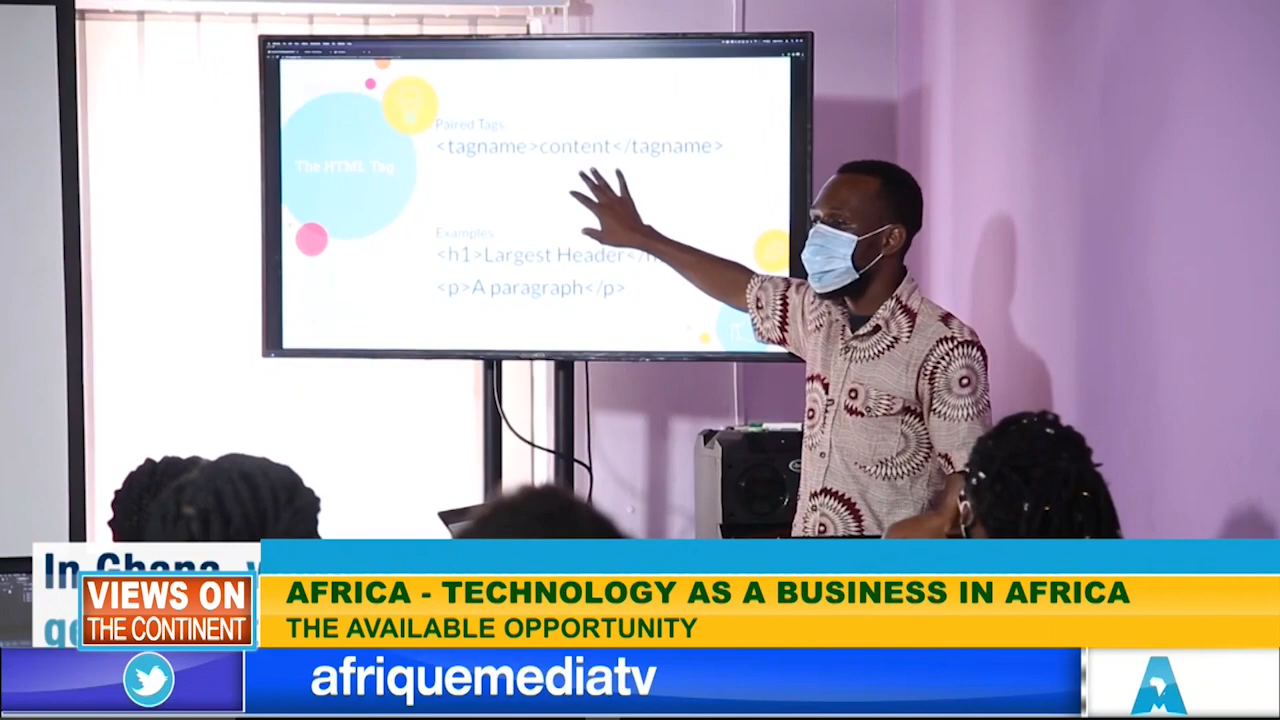 Paired Tags
<tagname>content</tagname>
The HTML Tag
Examples
<h1>Largest Header</h
<p>A paragraph</p>
In Ghana
VIEWS ON
THE CONTINENT
AFRICA - TECHNOLOGY AS A BUSINESS IN AFRICA
THE AVAILABLE OPPORTUNITY
afriquemediatv